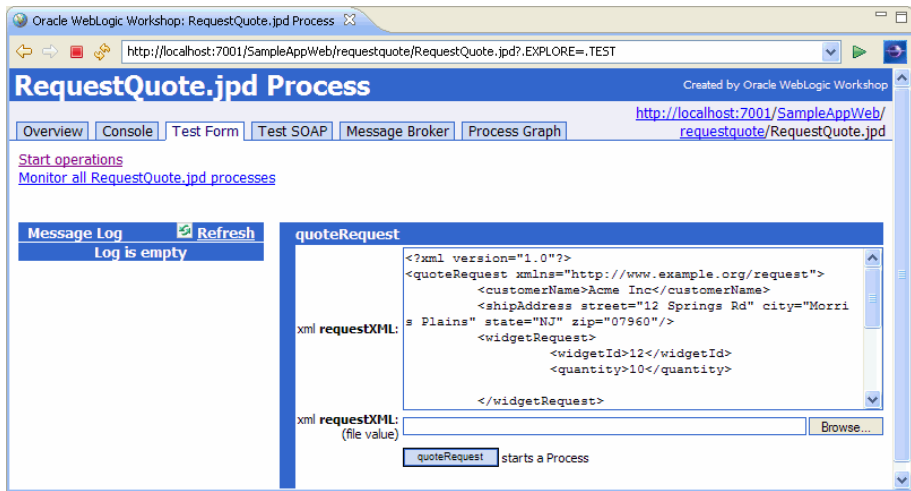 Oracle WebLogic Workshop: RequestQuote.jpd Process
http://localhost:7001/SampleAppWeb/requestquote/RequestQuote.jpd?.EXPLORE=.TEST
RequestQuote.jpd Process
Created by Oracle WebLogic Workshop
http://localhost:7001/SampleAppWeb/
requestquote/RequestQuote.jpd
Overview Console Test Form Test SOAP Message Broker Process Graph
Start operations
Monitor all RequestQuote.jpd processes
Message Log Refresh
Log is empty
quoteRequest
xml requestXML:
<?xml version="1.0"?>
<quoteRequest xmlns="http://www.example.org/request">
<customerName>Acme Inc</customerName>
<shipAddress street="12 Springs Rd" city="Morri
s Plains" state="NJ" zip="07960"/>
<widgetRequest>
<widgetId>12</widgetId>
<quantity>10</quantity>
</widgetRequest>
xml requestXML:
(file value)
Browse...
quoteRequest starts a Process